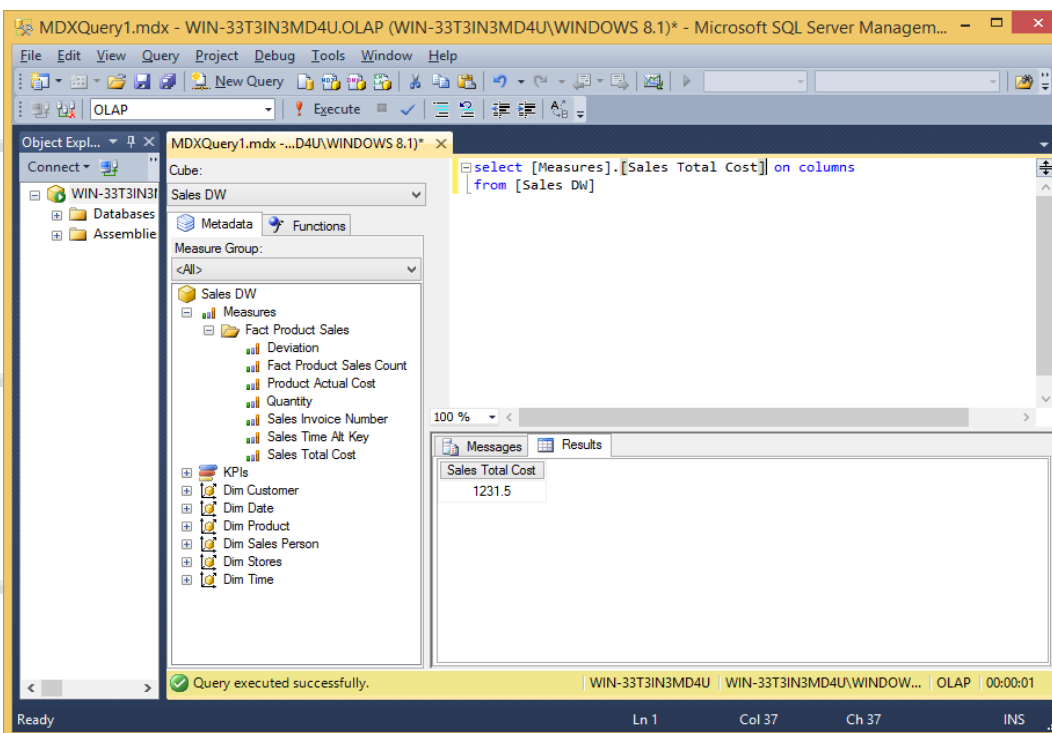 MDXQuery1.mdx - WIN-33T3IN3MD4U.OLAP (WIN-33T3IN3MD4U\WINDOWS 8.1)* - Microsoft SQL Server Managem...
File Edit View Query Project Debug Tools Window Help
New Query
OLAP
Execute
Object Expl...
MDXQuery1.mdx -...D4U\WINDOWS 8.1)*
Connect
Cube:
select [Measures].[Sales Total Cost] on columns
from [Sales DW]
WIN-33T3IN3I
Sales DW
Databases
Assemblie
Metadata
Functions
Measure Group:
<All>
Sales DW
Measures
Fact Product Sales
Deviation
Fact Product Sales Count
Product Actual Cost
Quantity
Sales Invoice Number
Sales Time Alt Key
Sales Total Cost
KPIs
Dim Customer
Dim Date
Dim Product
Dim Sales Person
Dim Stores
Dim Time
100 %
Messages
Results
Sales Total Cost
1231.5
Query executed successfully.
WIN-33T3IN3MD4U
WIN-33T3IN3MD4U\WINDOW...
OLAP
00:00:01
Ready
Ln 1
Col 37
Ch 37
INS